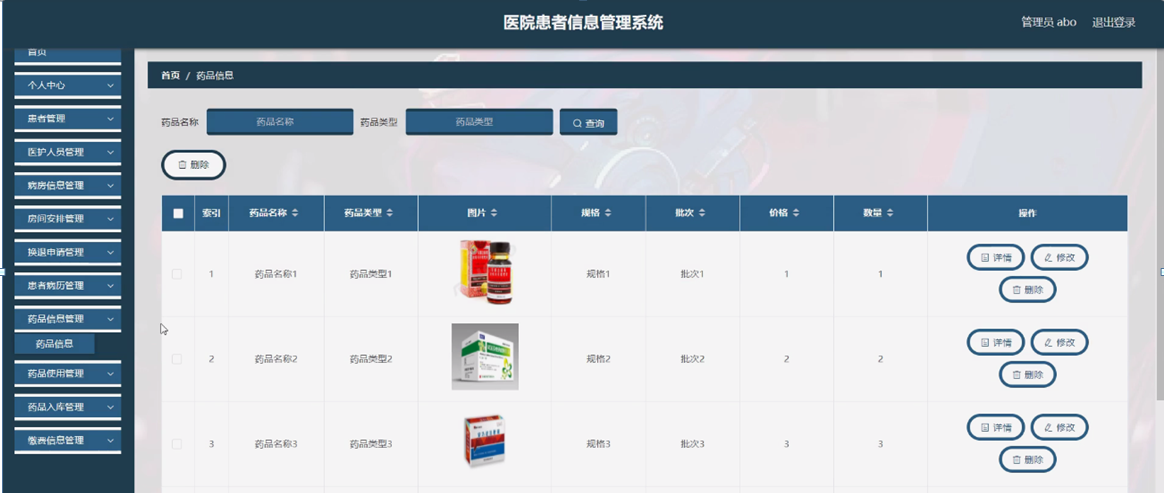 医院患者信息管理系统
管理员 abo 退出登录
首页
个人中心
患者管理
医护人员管理
病房信息管理
房间安排管理
换退申请管理
患者病历管理
药品信息管理
药品信息
药品使用管理
药品入库管理
缴费信息管理
首页 / 药品信息
药品名称 药品名称 药品类型 药品类型 查询
删除
索引 药品名称 药品类型 图片 规格 批次 价格 数量 操作
1 药品名称1 药品类型1 规格1 批次1 1 1 详情 修改
删除
2 药品名称2 药品类型2 规格2 批次2 2 2 详情 修改
删除
3 药品名称3 药品类型3 规格3 批次3 3 3 详情 修改
删除